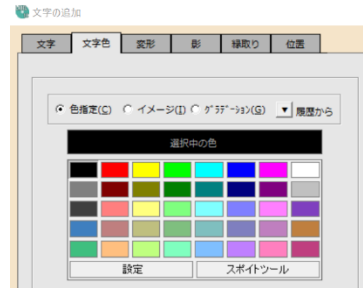 文字の追加
文字 文字色 変形 影 縁取り 位置
色指定(C) イメージ(I) グラデーション(G) 履歴から
選択中の色
設定 スポイトツール